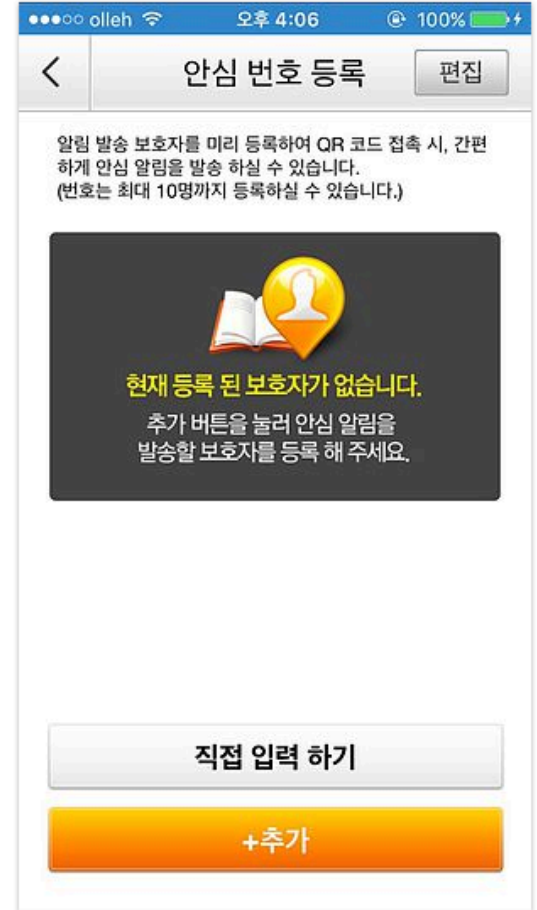 olleh 오후 4:06 100%
안심 번호 등록 편집
알림 발송 보호자를 미리 등록하여 QR 코드 접촉 시, 간편
하게 안심 알림을 발송 하실 수 있습니다.
(번호는 최대 10명까지 등록하실 수 있습니다.)
현재 등록 된 보호자가 없습니다.
추가 버튼을 눌러 안심 알림을
발송할 보호자를 등록 해 주세요.
직접 입력 하기
+추가